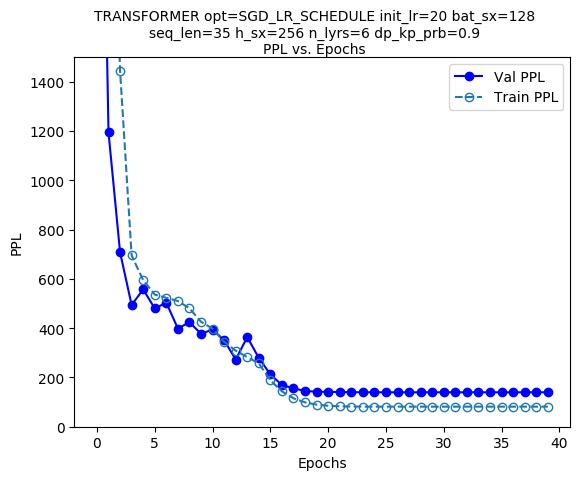 TRANSFORMER opt=SGD_LR_SCHEDULE init_lr=20 bat_sx=128
seq_len=35 h_sx=256 n_lyrs=6 dp_kp_prb=0.9
PPL vs. Epochs
Val PPL
Train PPL
PPL
1400
1200
1000
800
600
400
200
0
0 5 10 15 20 25 30 35 40
Epochs